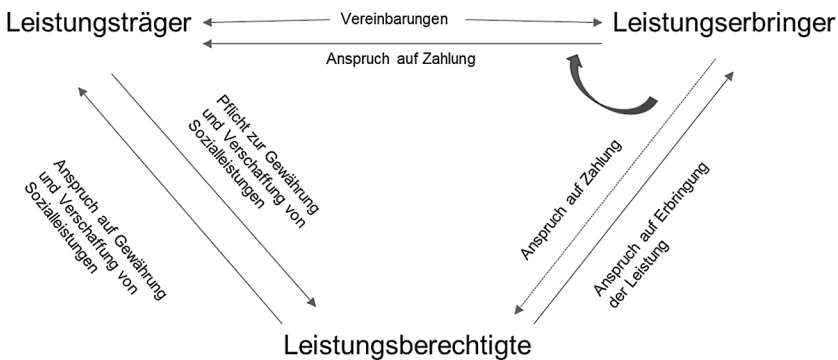 Leistungsträger
Vereinbarungen
Leistungserbringer
Anspruch auf Zahlung
Pflicht zur Gewährung
und Verschaffung von
Sozialleistungen
Anspruch auf Gewährung
und Verschaffung von
Sozialleistungen
Anspruch auf Zahlung
Anspruch auf Erbringung
der Leistung
Leistungsberechtigte